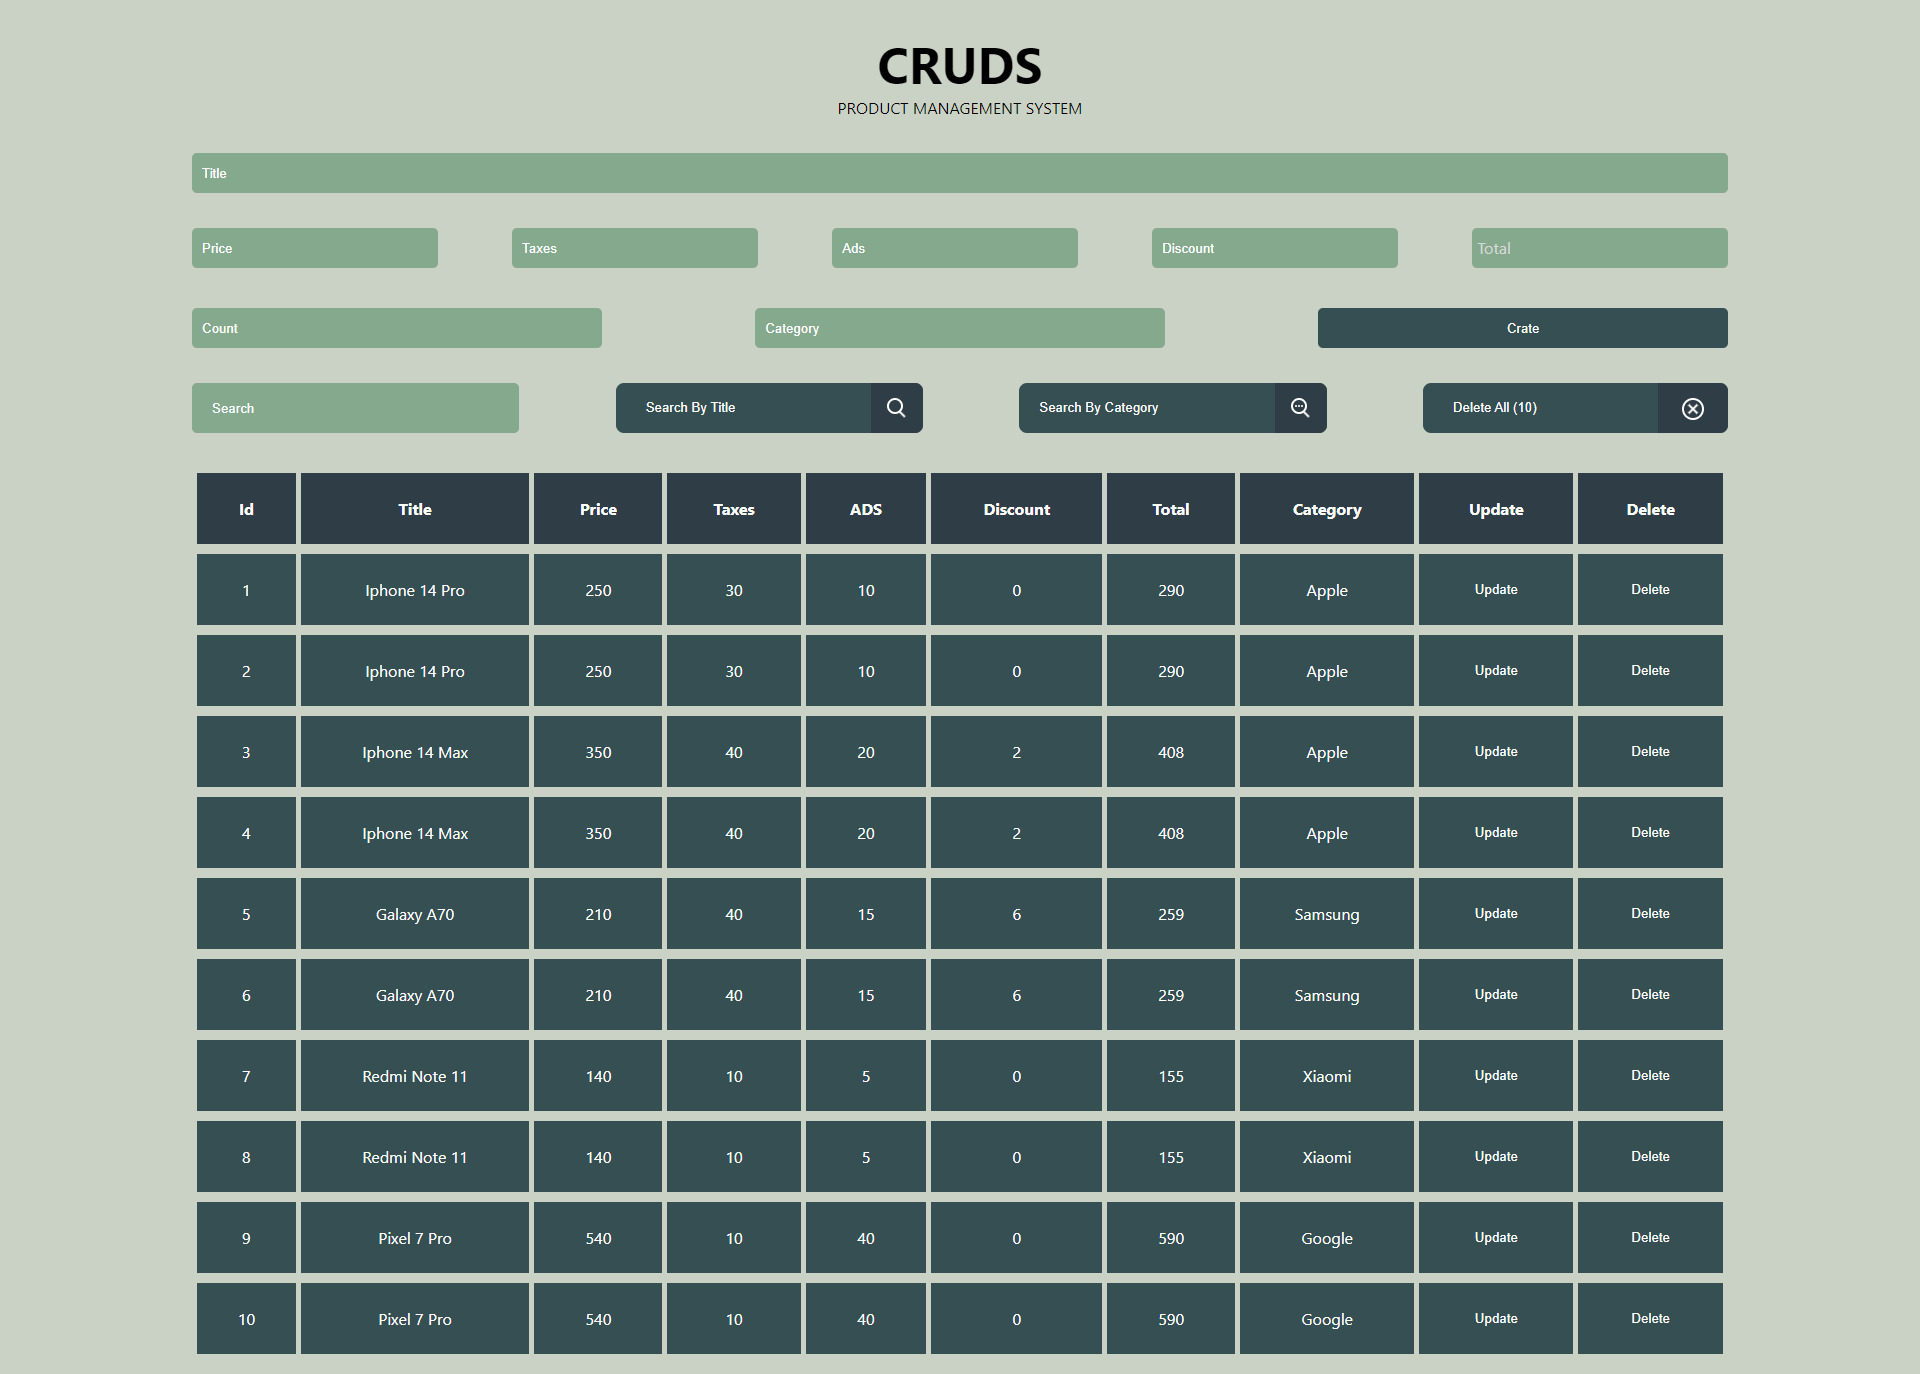 CRUDS
PRODUCT MANAGEMENT SYSTEM
Title
Price Taxes Ads Discount Total
Count Category Crate
Search Search By Title Search By Category Delete All (10)
Id Title Price Taxes ADS Discount Total Category Update Delete
1 Iphone 14 Pro 250 30 10 0 290 Apple Update Delete
2 Iphone 14 Pro 250 30 10 0 290 Apple Update Delete
3 Iphone 14 Max 350 40 20 2 408 Apple Update Delete
4 Iphone 14 Max 350 40 20 2 408 Apple Update Delete
5 Galaxy A70 210 40 15 6 259 Samsung Update Delete
6 Galaxy A70 210 40 15 6 259 Samsung Update Delete
7 Redmi Note 11 140 10 5 0 155 Xiaomi Update Delete
8 Redmi Note 11 140 10 5 0 155 Xiaomi Update Delete
9 Pixel 7 Pro 540 10 40 0 590 Google Update Delete
10 Pixel 7 Pro 540 10 40 0 590 Google Update Delete